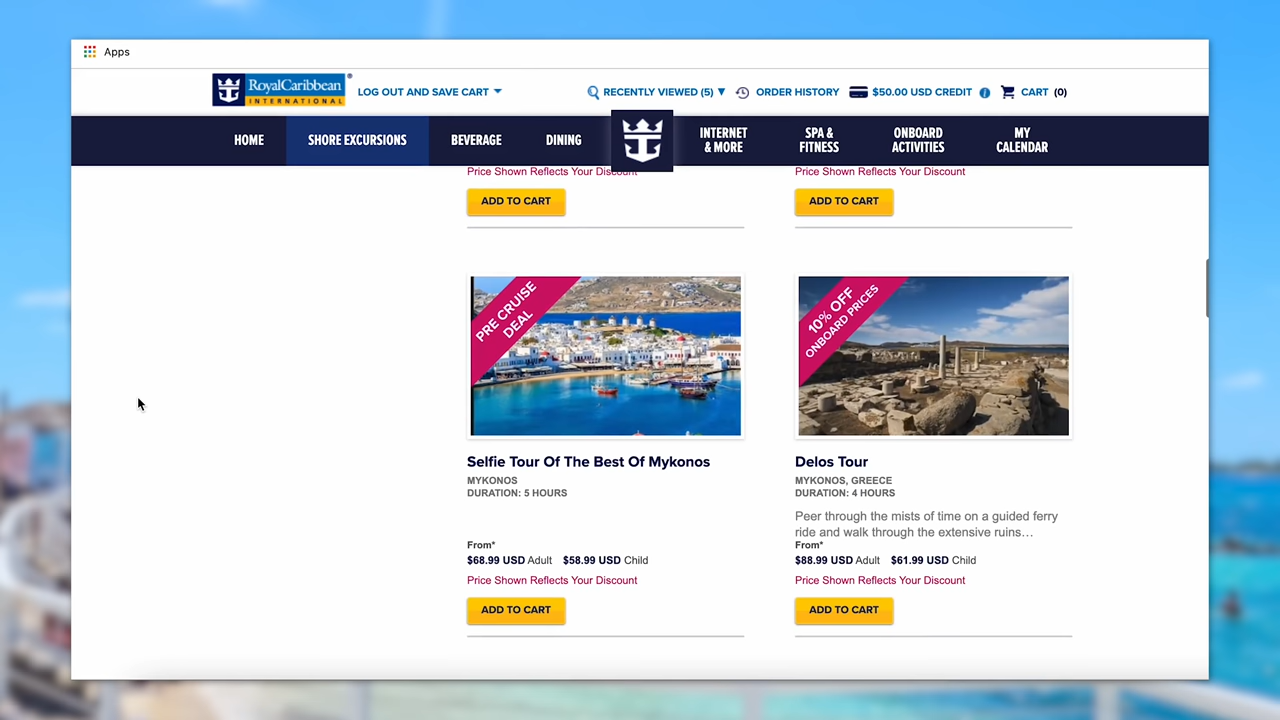 Apps
RoyalCaribbean®
INTERNATIONAL
LOG OUT AND SAVE CART
RECENTLY VIEWED (5)
ORDER HISTORY
$50.00 USD CREDIT
CART (0)
HOME
SHORE EXCURSIONS
BEVERAGE
DINING
INTERNET
& MORE
SPA &
FITNESS
ONBOARD
ACTIVITIES
MY
CALENDAR
Price Shown Reflects Your Discount
Price Shown Reflects Your Discount
ADD TO CART
ADD TO CART
PRE CRUISE
DEAL
10% OFF
ONBOARD PRICES
Selfie Tour Of The Best Of Mykonos
MYKONOS
DURATION: 5 HOURS
From*
$68.99 USD Adult $58.99 USD Child
Price Shown Reflects Your Discount
ADD TO CART
Delos Tour
MYKONOS, GREECE
DURATION: 4 HOURS
Peer through the mists of time on a guided ferry
ride and walk through the extensive ruins…
From*
$88.99 USD Adult $61.99 USD Child
Price Shown Reflects Your Discount
ADD TO CART